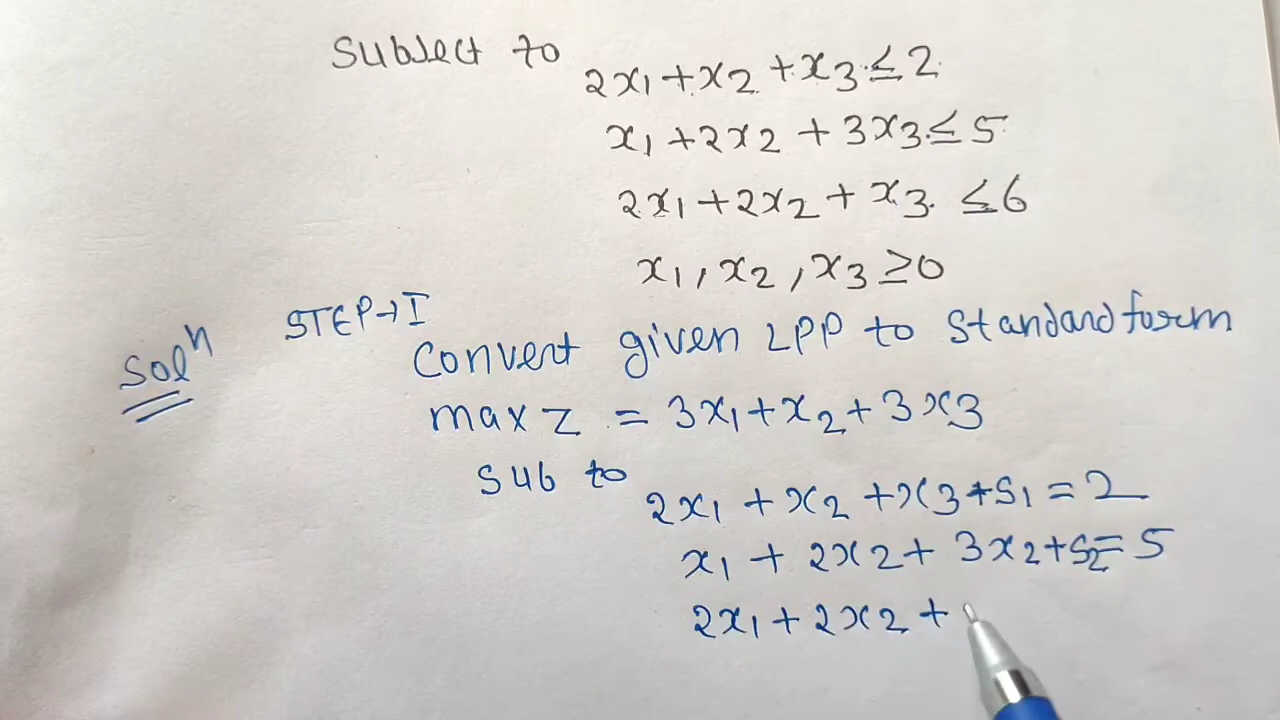 Subject to 2x1 + x2 + x3 ≤ 2
x1 + 2x2 + 3x3 ≤ 5
2x1 + 2x2 + x3 ≤ 6
x1, x2, x3 ≥ 0
Solⁿ STEP→I
Convert given LPP to Standard form
max z = 3x1 + x2 + 3x3
sub to
2x1 + x2 + x3 + S1 = 2
x1 + 2x2 + 3x2 + S2 = 5
2x1 + 2x2 +